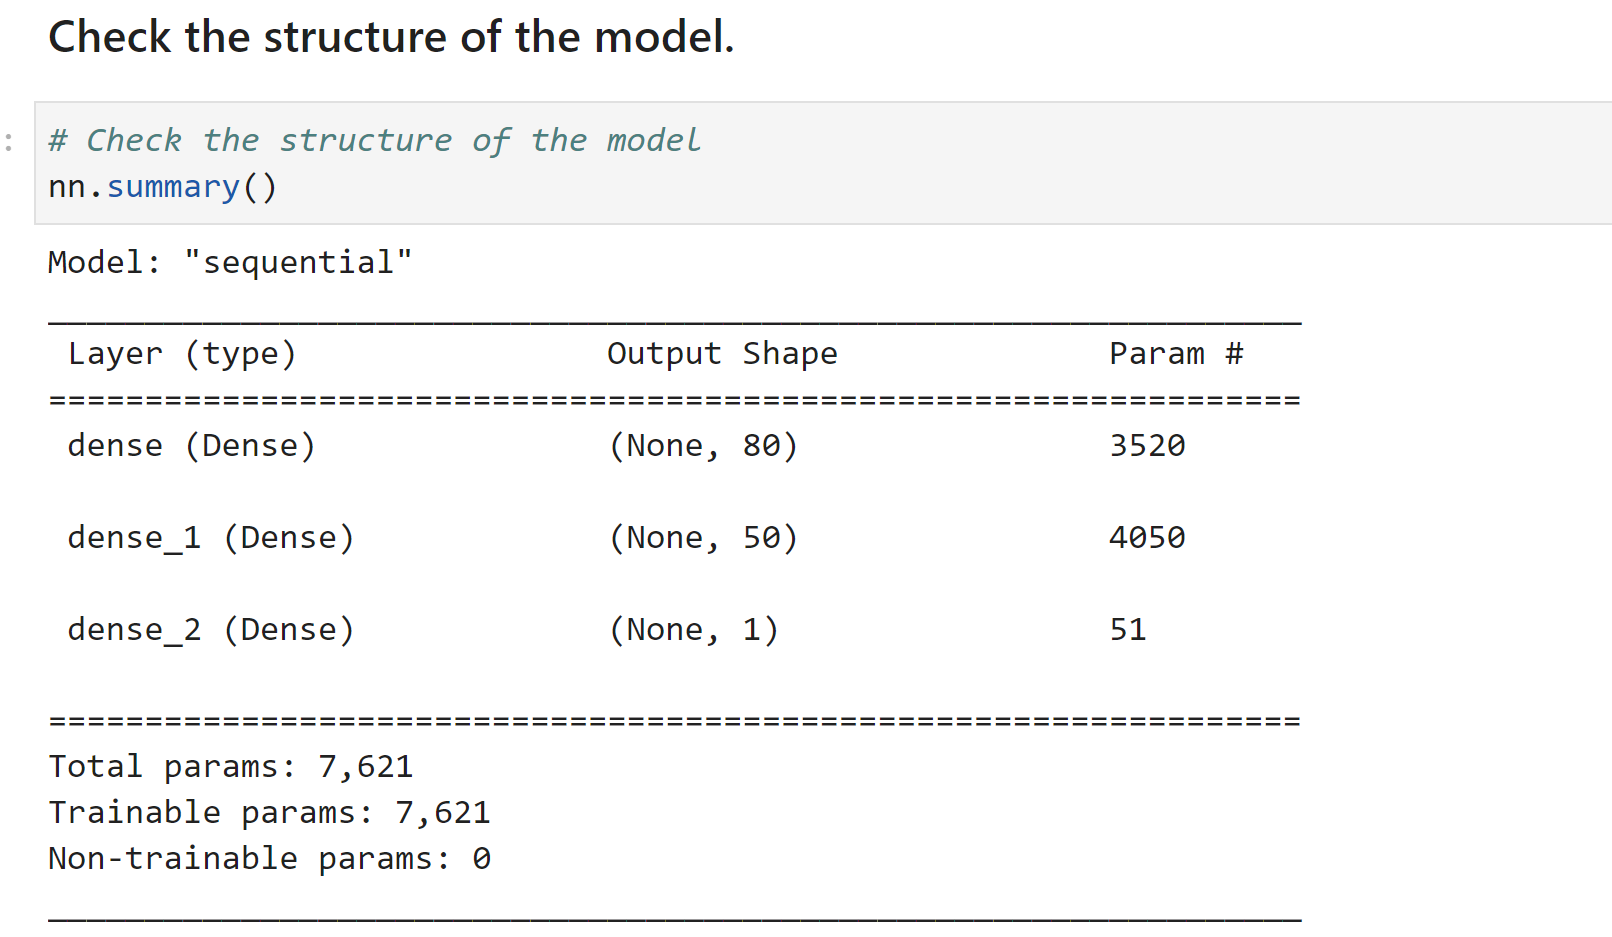 Check the structure of the model.
:
# Check the structure of the model
nn.summary()
Model: "sequential"
_________________________________________________________________
Layer (type) Output Shape Param #
=================================================================
dense (Dense) (None, 80) 3520
dense_1 (Dense) (None, 50) 4050
dense_2 (Dense) (None, 1) 51
=================================================================
Total params: 7,621
Trainable params: 7,621
Non-trainable params: 0
_________________________________________________________________